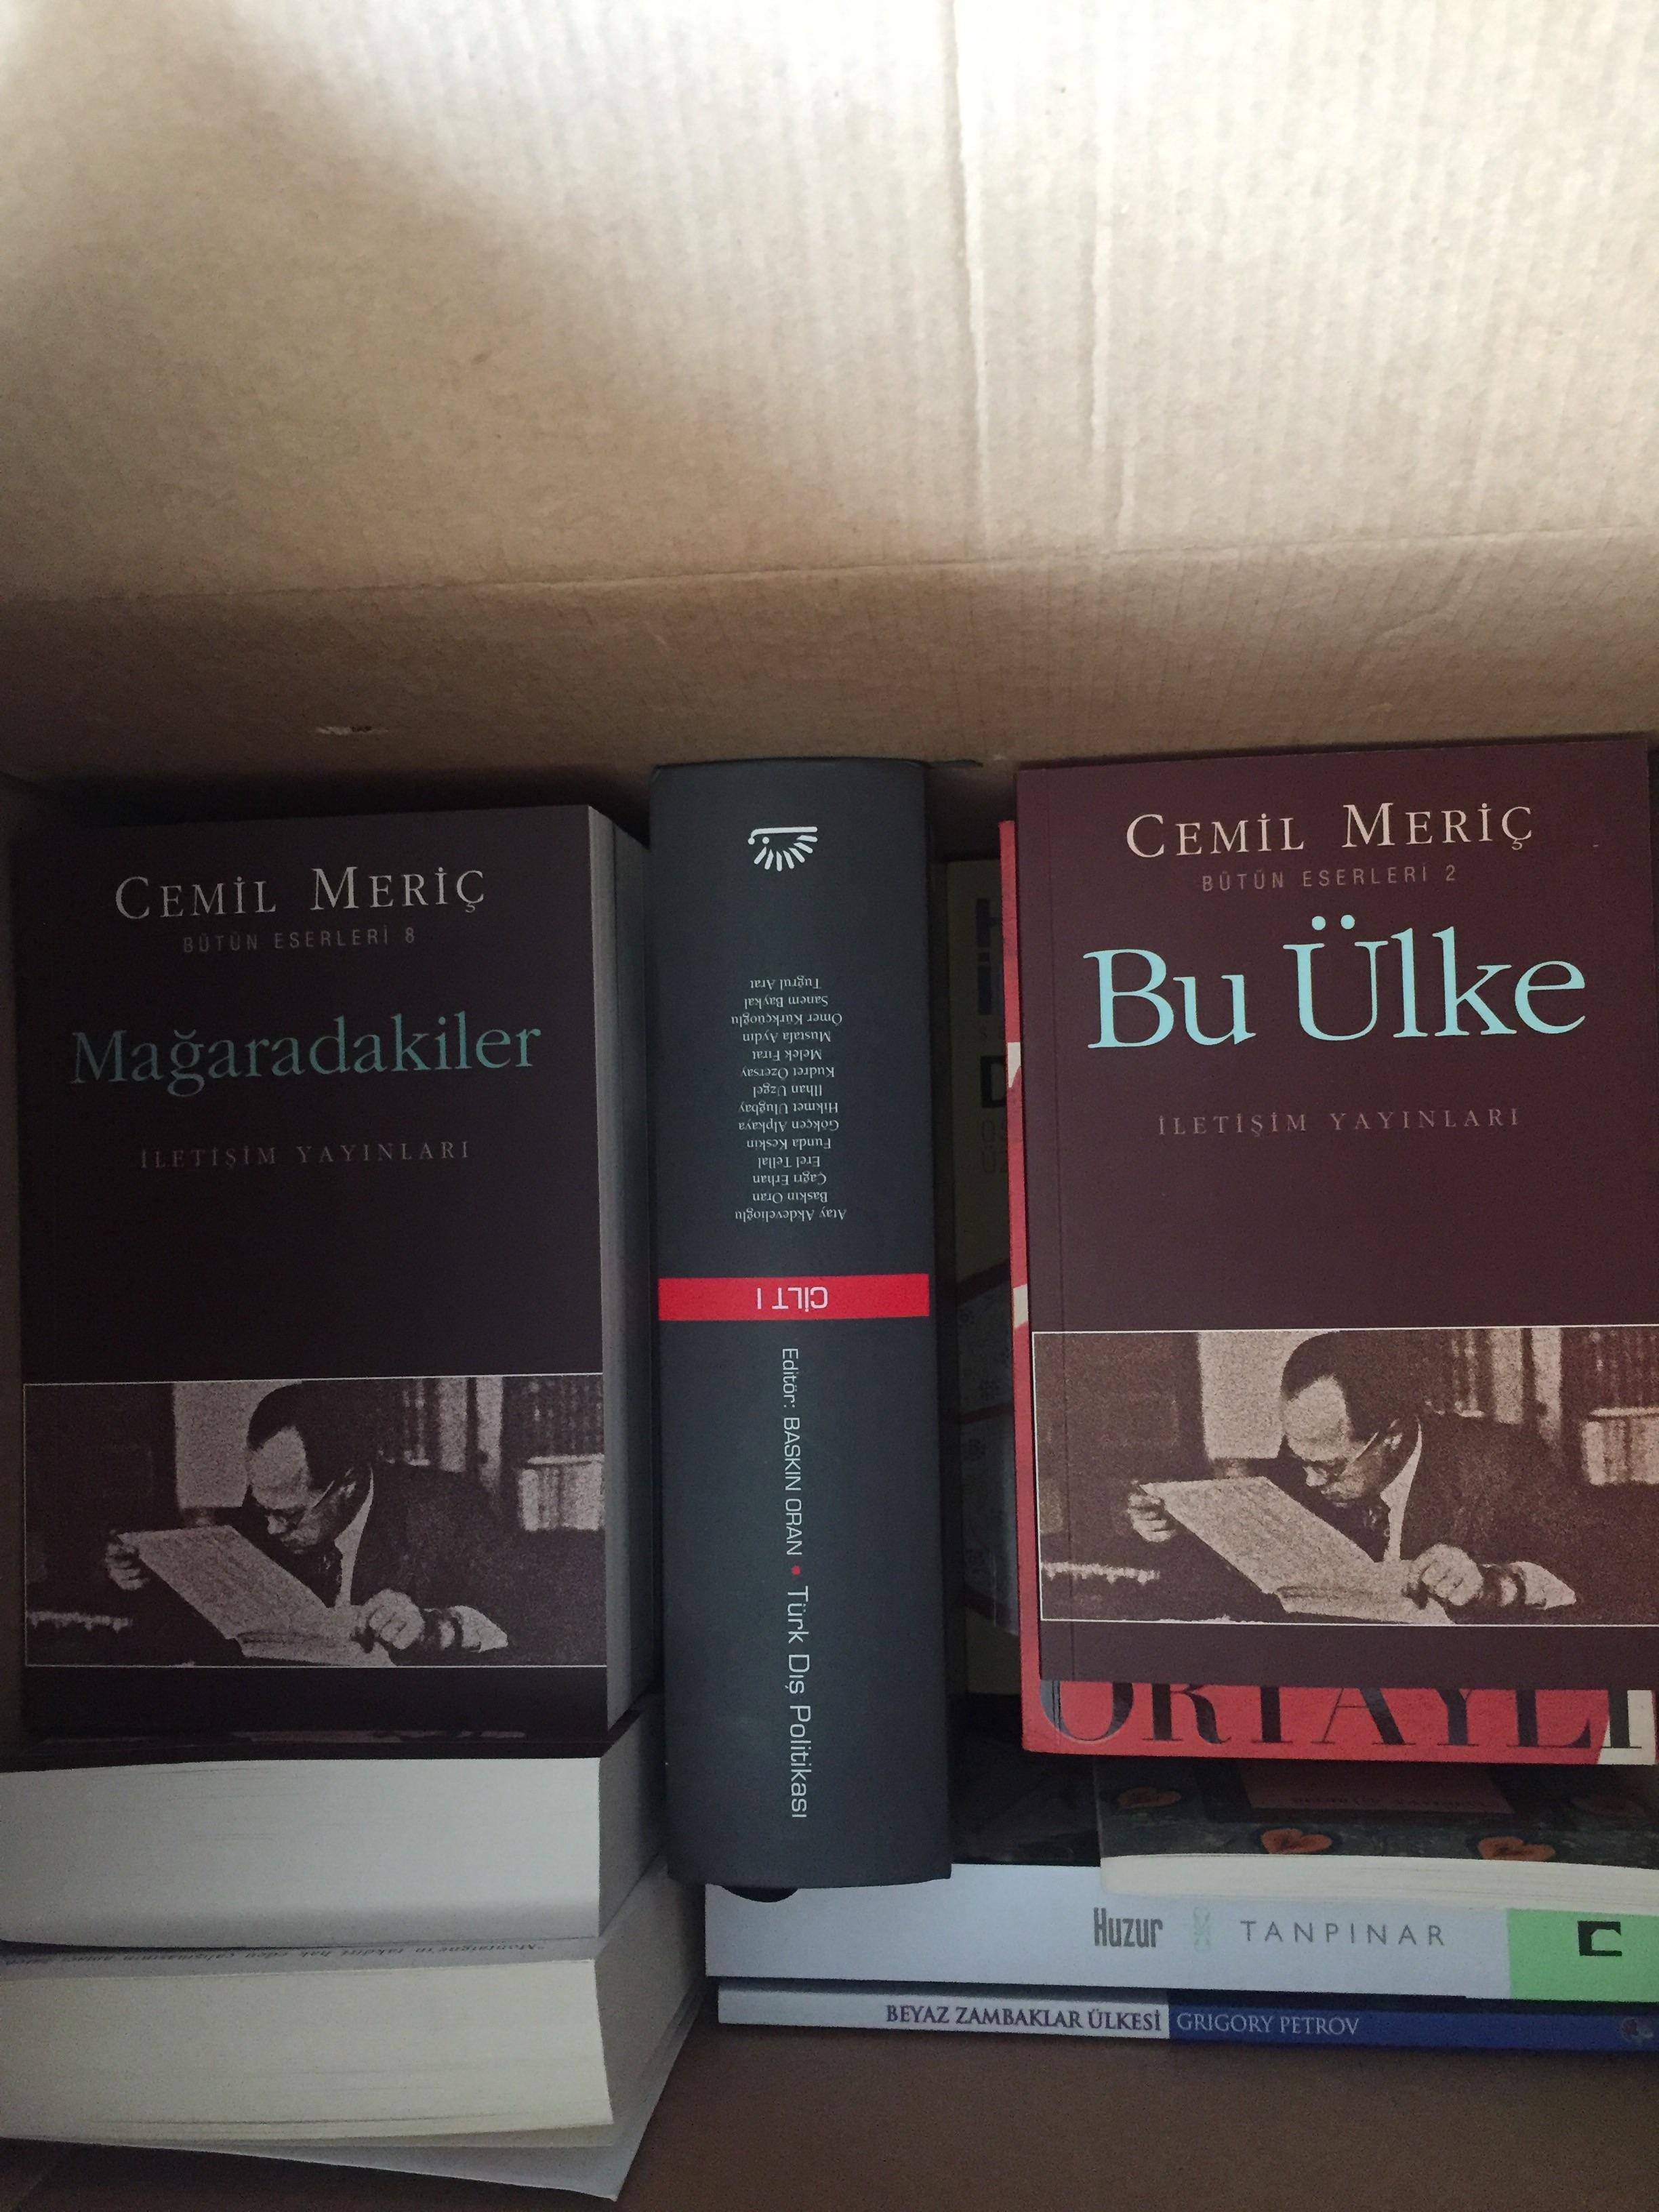 CEMİL MERİÇ
BÜTÜN ESERLERİ 8
Mağaradakiler
İLETİŞİM YAYINLARI
Tuğrul Arat
Sanem Baykal
Ömer Kürkçüoğlu
Mustafa Aydın
Melek Fırat
Kudret Özersay
İlhan Uzgel
Hikmet Uluğbay
Gökçen Alpkaya
Funda Keskin
Erel Tellal
Çağrı Erhan
Baskın Oran
Atay Akdevelioğlu
CİLT I
Editör: BASKIN ORAN • Türk Dış Politikası
CEMİL MERİÇ
BÜTÜN ESERLERİ 2
Bu Ülke
İLETİŞİM YAYINLARI
ORTAYLI
Huzur TANPINAR
BEYAZ ZAMBAKLAR ÜLKESİ GRIGORY PETROV